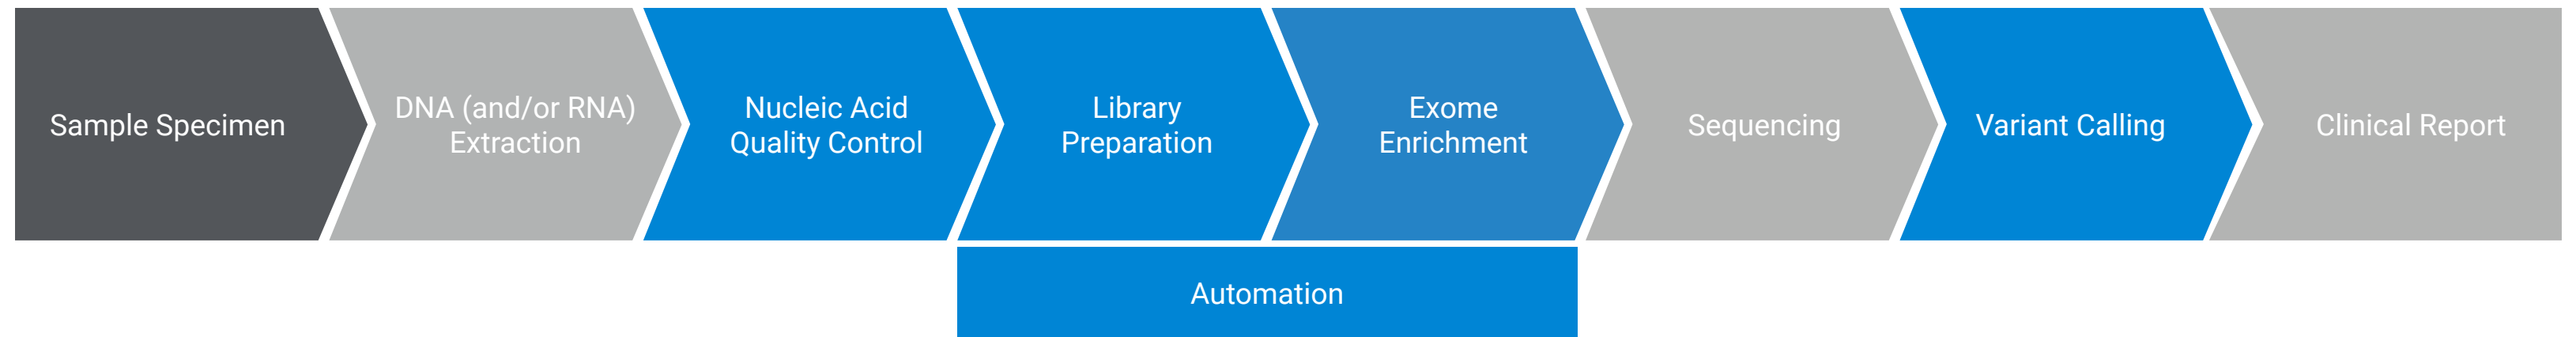 Sample Specimen
DNA (and/or RNA)
Extraction
Nucleic Acid
Quality Control
Library
Preparation
Exome
Enrichment
Sequencing
Variant Calling
Clinical Report
Automation